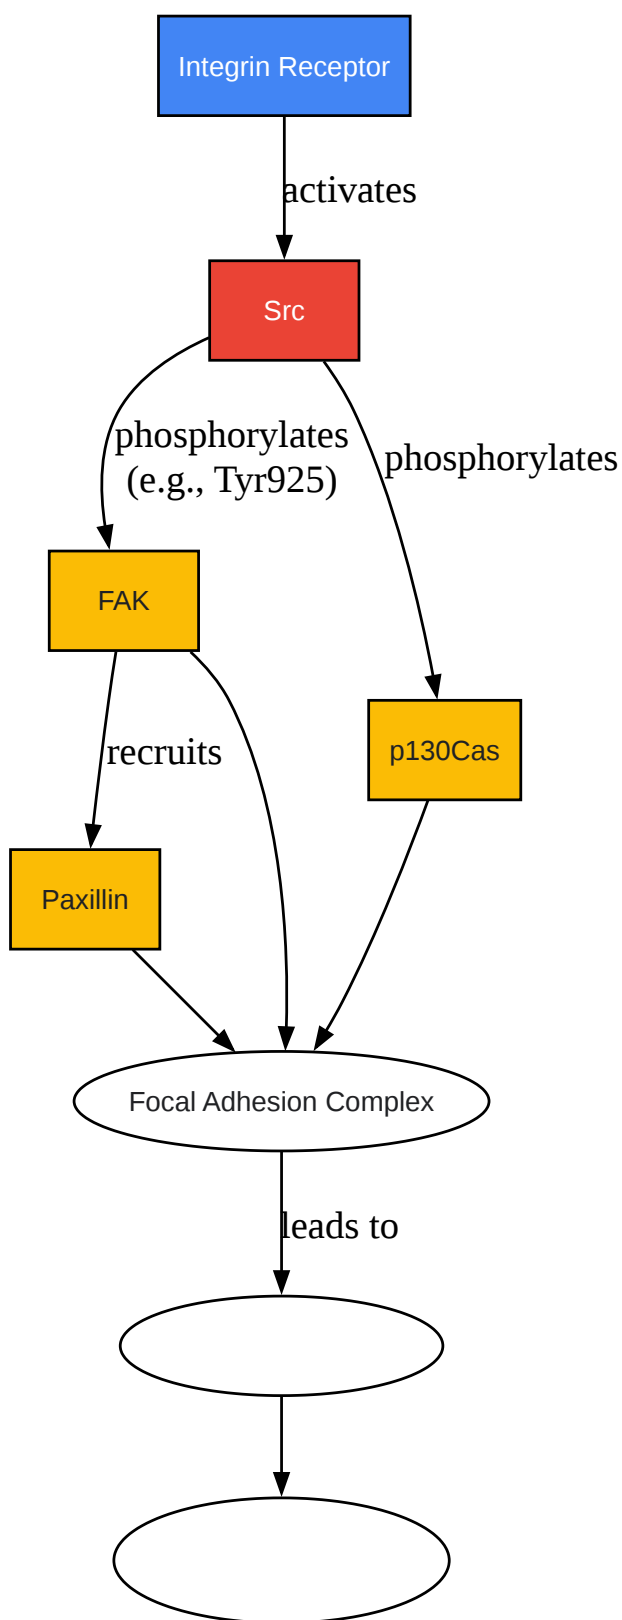 Integrin Receptor
activates
Src
phosphorylates
(e.g., Tyr925)
phosphorylates
FAK
recruits
p130Cas
Paxillin
Focal Adhesion Complex
leads to